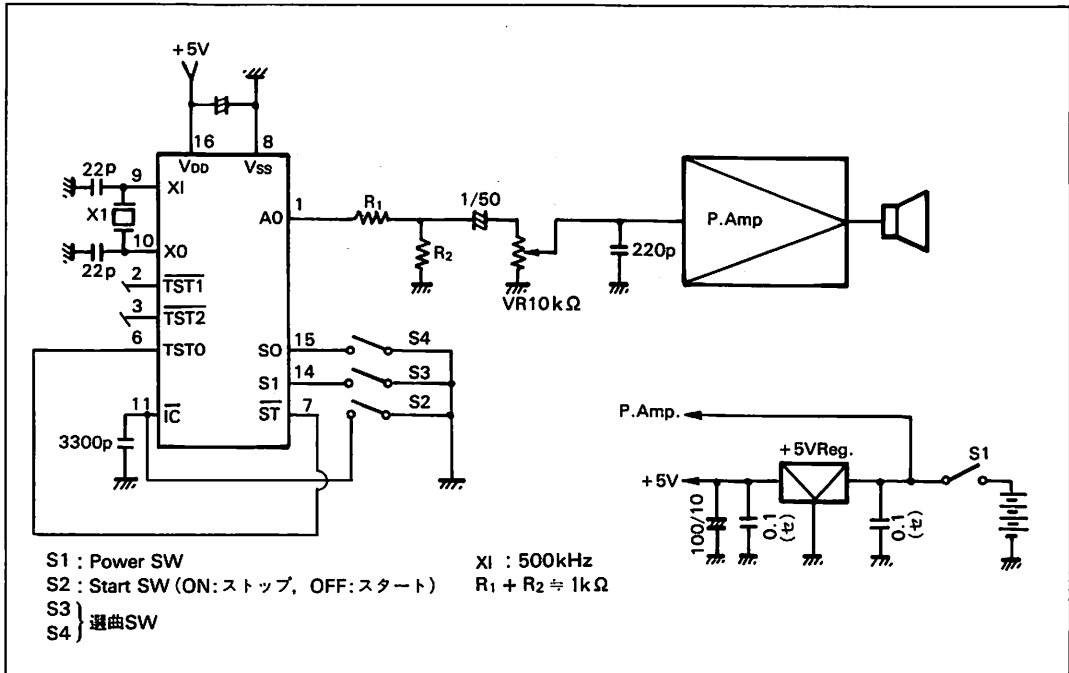 +5V
16
8
VDD
VSS
22p
9
XI
X1
10
X0
22p
2
TST1
3
TST2
6
TST0
11
IC
3300p
1
A0
R1
R2
1/50
VR10kΩ
220p
P.Amp
15
S0
S4
14
S1
S3
7
ST
S2
P.Amp.
+5VReg.
S1
+5V
100/10
0.1
(セ)
0.1
(セ)
S1 : Power SW
S2 : Start SW (ON:ストップ, OFF:スタート)
S3
S4
選曲SW
XI : 500kHz
R1 + R2 ≒ 1kΩ